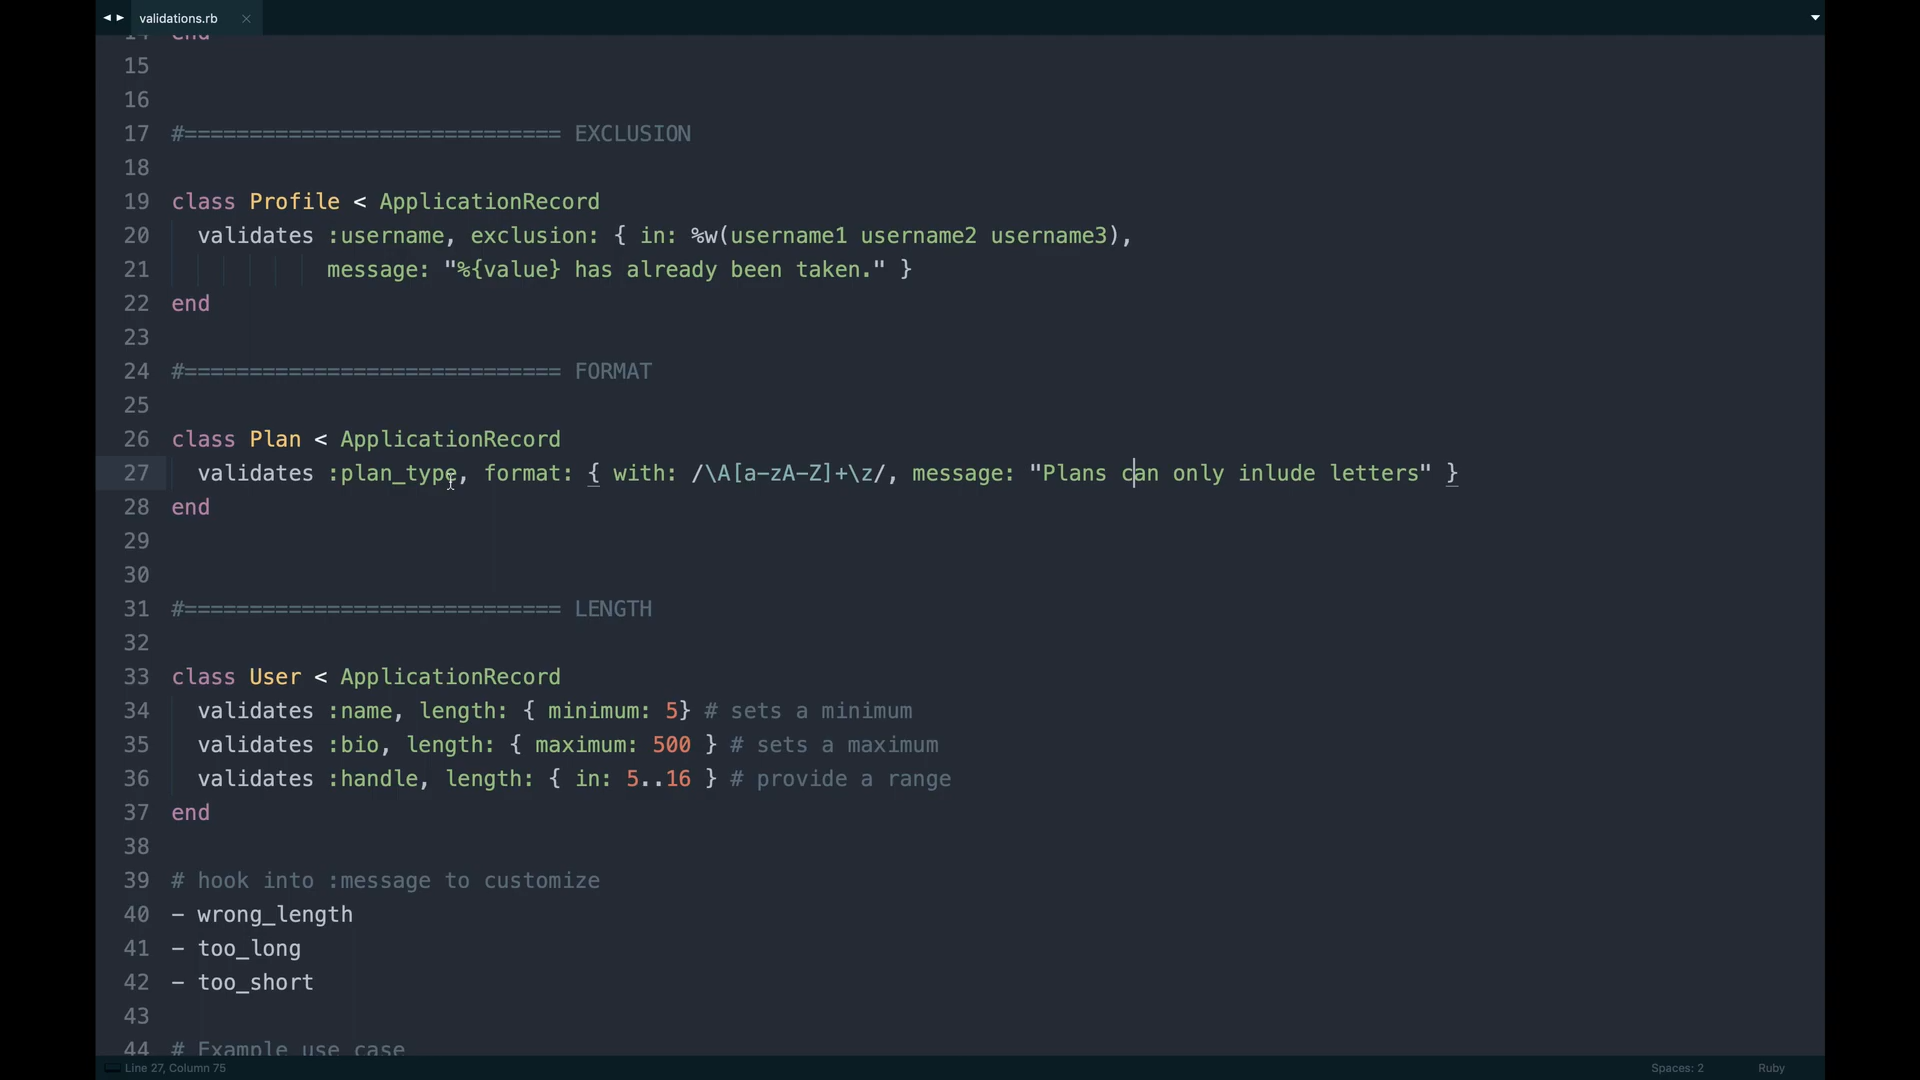 validations.rb
14 end
15
16
17 #============================= EXCLUSION
18
19 class Profile < ApplicationRecord
20   validates :username, exclusion: { in: %w(username1 username2 username3),
21             message: "%{value} has already been taken." }
22 end
23
24 #============================= FORMAT
25
26 class Plan < ApplicationRecord
27   validates :plan_type, format: { with: /\A[a-zA-Z]+\z/, message: "Plans can only inlude letters" }
28 end
29
30
31 #============================= LENGTH
32
33 class User < ApplicationRecord
34   validates :name, length: { minimum: 5} # sets a minimum
35   validates :bio, length: { maximum: 500 } # sets a maximum
36   validates :handle, length: { in: 5..16 } # provide a range
37 end
38
39 # hook into :message to customize
40 - wrong_length
41 - too_long
42 - too_short
43
44 # Example use case
Line 27, Column 75 Spaces: 2 Ruby